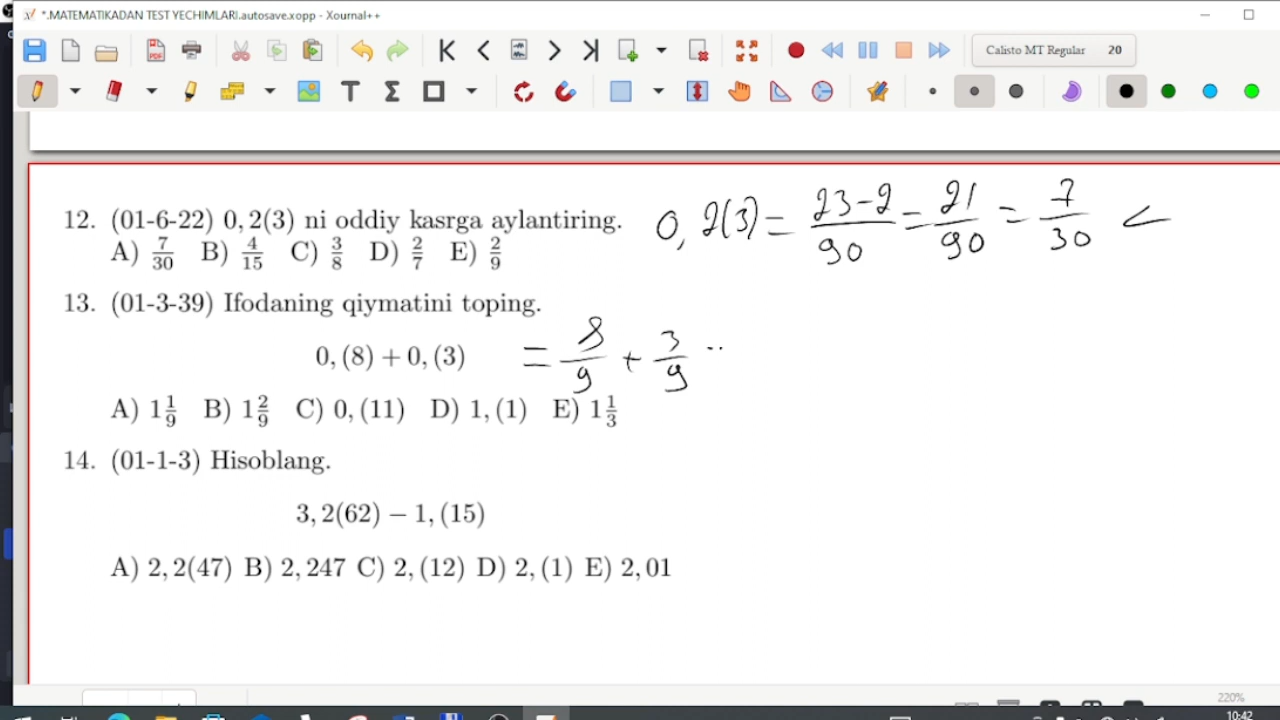 *.MATEMATIKADAN TEST YECHIMLARI.autosave.xopp - Xournal++
Calisto MT Regular 20
12. (01-6-22) 0, 2(3) ni oddiy kasrga aylantiring. 0, 2(3) = 23-2/90 = 21/90 = 7/30 <
A) 7/30 B) 4/15 C) 3/8 D) 2/7 E) 2/9
13. (01-3-39) Ifodaning qiymatini toping.
0, (8) + 0, (3) = 8/9 + 3/9
A) 1 1/9 B) 1 2/9 C) 0, (11) D) 1, (1) E) 1 1/3
14. (01-1-3) Hisoblang.
3, 2(62) − 1, (15)
A) 2, 2(47) B) 2, 247 C) 2, (12) D) 2, (1) E) 2, 01
220%
10:42